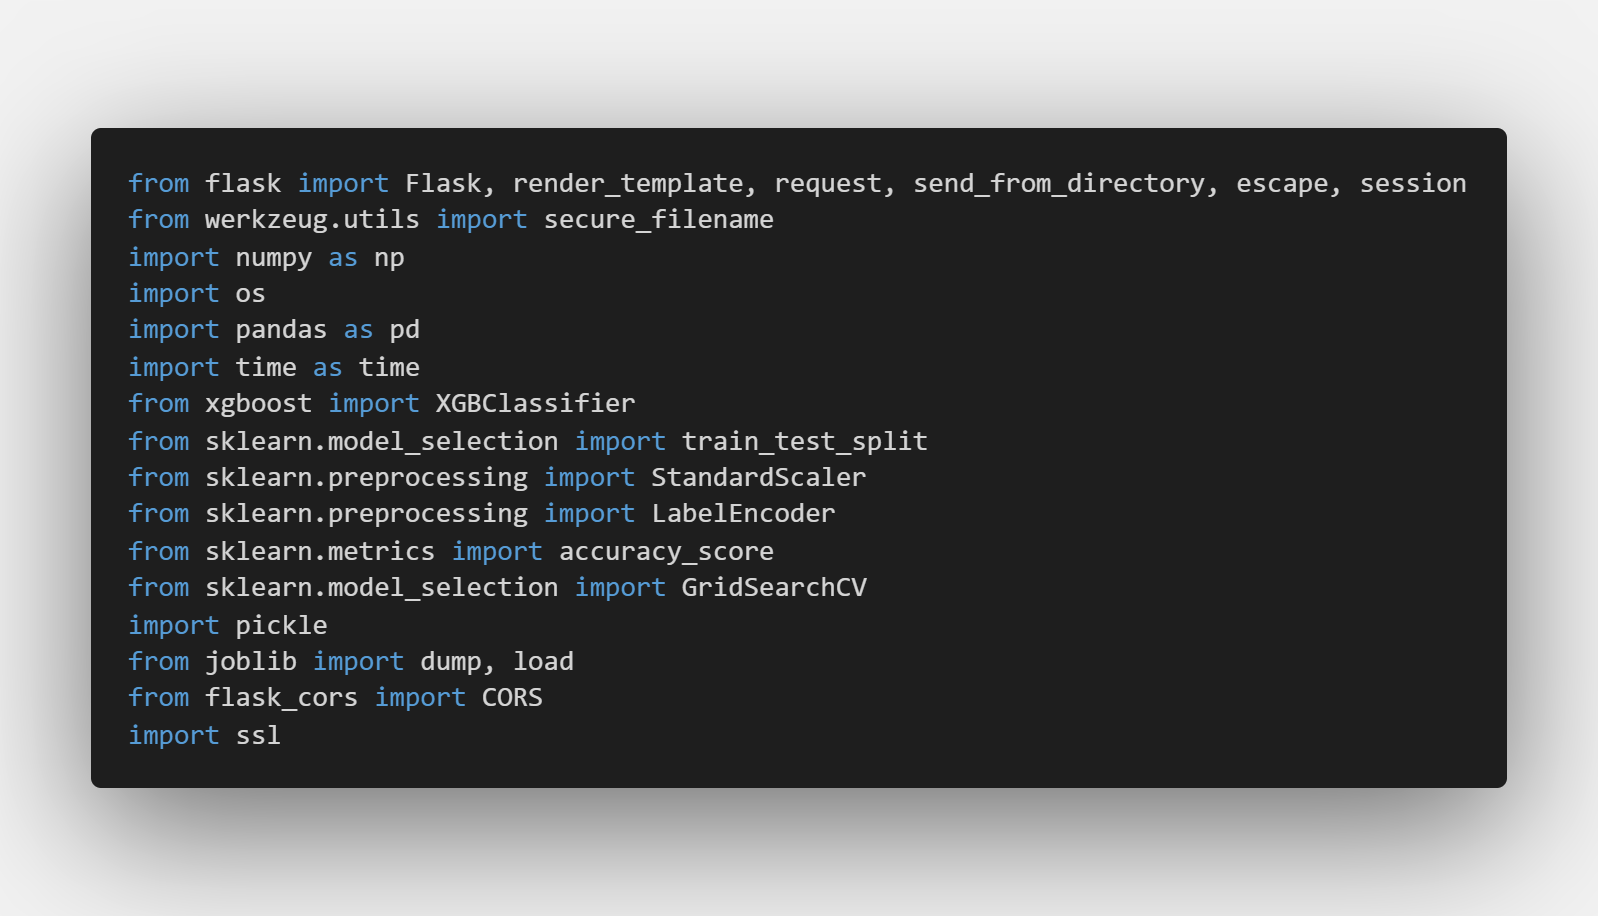 from flask import Flask, render_template, request, send_from_directory, escape, session
from werkzeug.utils import secure_filename
import numpy as np
import os
import pandas as pd
import time as time
from xgboost import XGBClassifier
from sklearn.model_selection import train_test_split
from sklearn.preprocessing import StandardScaler
from sklearn.preprocessing import LabelEncoder
from sklearn.metrics import accuracy_score
from sklearn.model_selection import GridSearchCV
import pickle
from joblib import dump, load
from flask_cors import CORS
import ssl